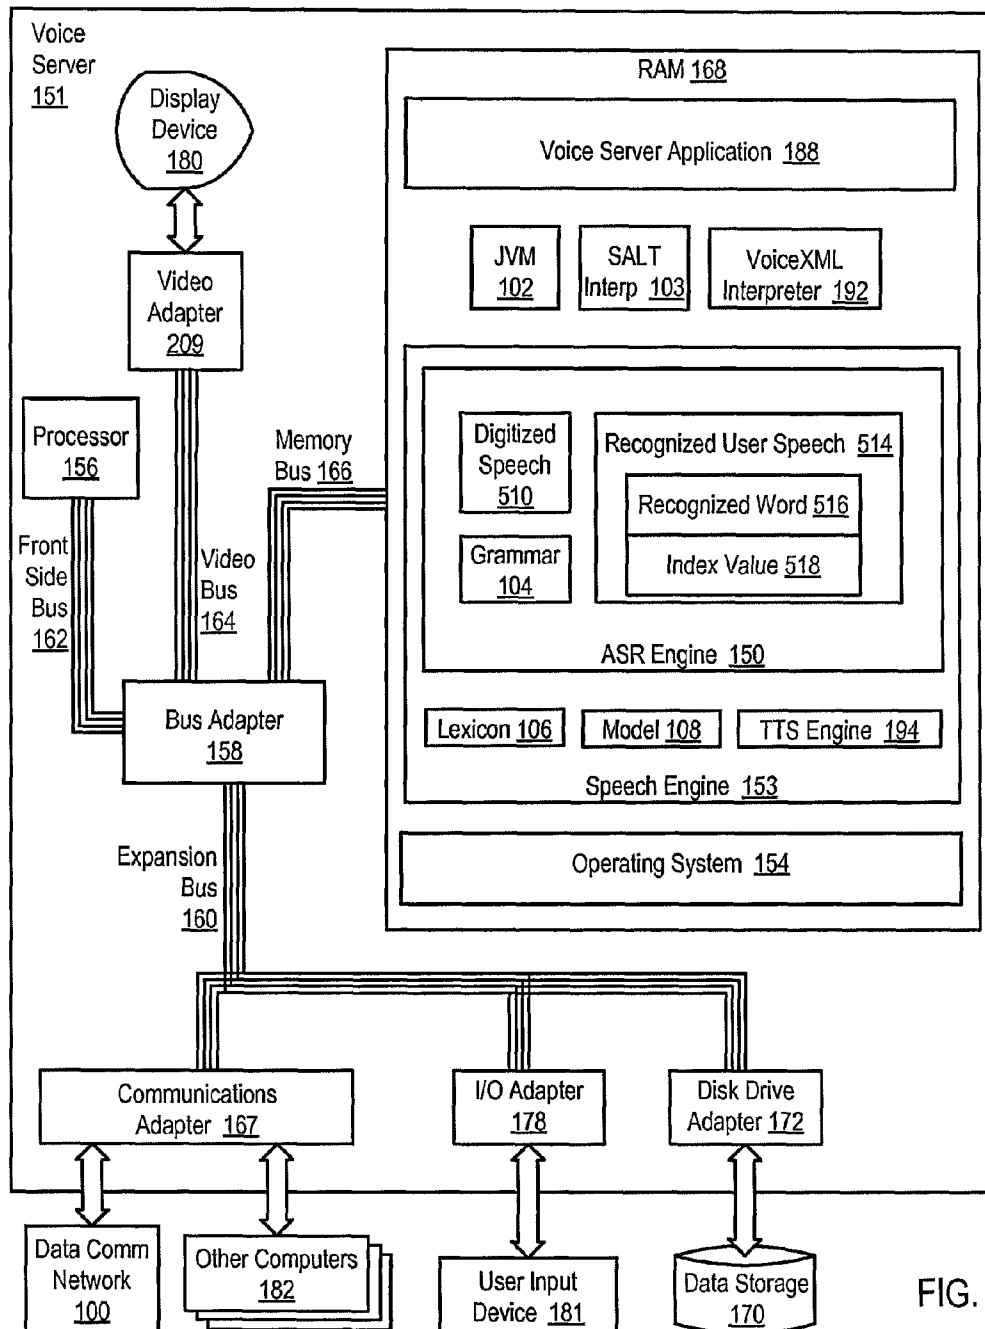 Voice
Server
151
Display
Device
180
Video
Adapter
209
Processor
156
Front
Side
Bus
162
Video
Bus
164
Memory
Bus 166
Bus Adapter
158
Expansion
Bus
160
RAM 168
Voice Server Application 188
JVM
102
SALT
Interp 103
VoiceXML
Interpreter 192
Digitized
Speech
510
Grammar
104
Recognized User Speech 514
Recognized Word 516
Index Value 518
ASR Engine 150
Lexicon 106
Model 108
TTS Engine 194
Speech Engine 153
Operating System 154
Communications
Adapter 167
I/O Adapter
178
Disk Drive
Adapter 172
Data Comm
Network
100
Other Computers
182
User Input
Device 181
Data Storage
170
FIG.